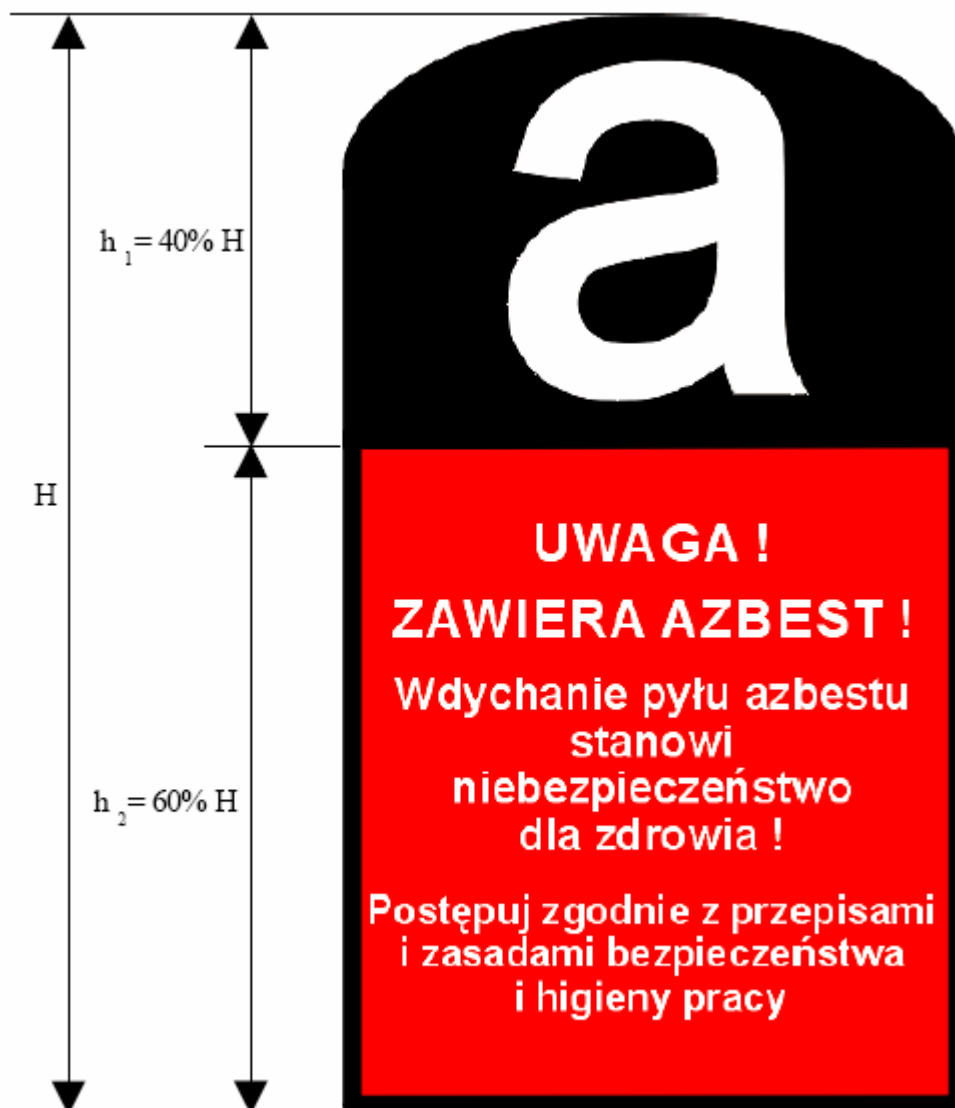 a
h₁= 40% H
H
h₂= 60% H
UWAGA !
ZAWIERA AZBEST !
Wdychanie pyłu azbestu
stanowi
niebezpieczeństwo
dla zdrowia !
Postępuj zgodnie z przepisami
i zasadami bezpieczeństwa
i higieny pracy